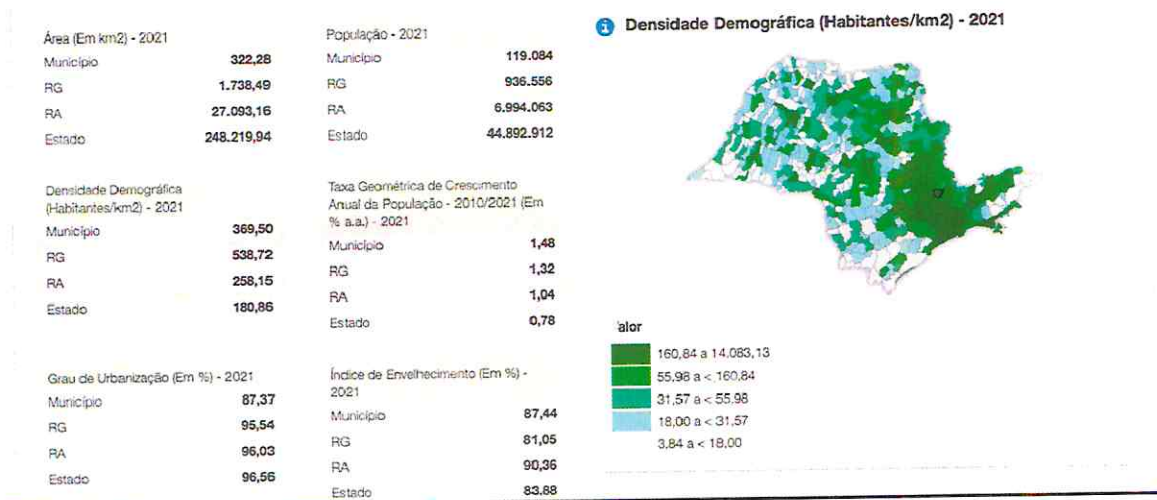 Área (Em km2) - 2021
Município 322,28
RG 1.738,49
RA 27.093,16
Estado 248.219,94
População - 2021
Município 119.084
RG 936.556
RA 6.994.063
Estado 44.892.912
Densidade Demográfica
(Habitantes/km2) - 2021
Município 369,50
RG 538,72
RA 258,15
Estado 180,86
Taxa Geométrica de Crescimento
Anual da População - 2010/2021 (Em
% a.a.) - 2021
Município 1,48
RG 1,32
RA 1,04
Estado 0,78
Grau de Urbanização (Em %) - 2021
Município 87,37
RG 95,54
RA 96,03
Estado 96,56
Índice de Envelhecimento (Em %) -
2021
Município 87,44
RG 81,05
RA 90,36
Estado 83,88
i Densidade Demográfica (Habitantes/km2) - 2021
alor
160,84 a 14.083,13
55,98 a < 160,84
31,57 a < 55,98
18,00 a < 31,57
3,84 a < 18,00